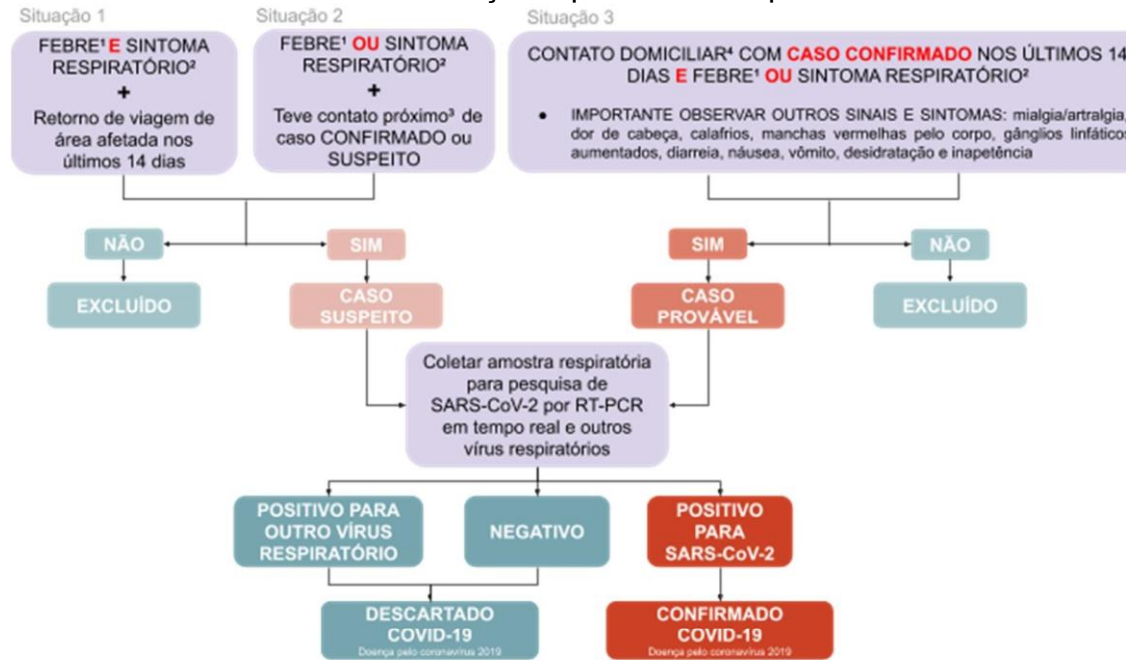 Situação 1
FEBRE¹ E SINTOMA
RESPIRATÓRIO²
+
Retorno de viagem de
área afetada nos
últimos 14 dias
Situação 2
FEBRE¹ OU SINTOMA
RESPIRATÓRIO²
+
Teve contato próximo³ de
caso CONFIRMADO ou
SUSPEITO
Situação 3
CONTATO DOMICILIAR⁴ COM CASO CONFIRMADO NOS ÚLTIMOS 14
DIAS E FEBRE¹ OU SINTOMA RESPIRATÓRIO²
• IMPORTANTE OBSERVAR OUTROS SINAIS E SINTOMAS: mialgia/artralgia,
dor de cabeça, calafrios, manchas vermelhas pelo corpo, gânglios linfáticos
aumentados, diarreia, náusea, vômito, desidratação e inapetência
NÃO
SIM
SIM
NÃO
EXCLUÍDO
CASO
SUSPEITO
CASO
PROVÁVEL
EXCLUÍDO
Coletar amostra respiratória
para pesquisa de
SARS-CoV-2 por RT-PCR
em tempo real e outros
vírus respiratórios
POSITIVO PARA
OUTRO VÍRUS
RESPIRATÓRIO
NEGATIVO
POSITIVO
PARA
SARS-CoV-2
DESCARTADO
COVID-19
Doença pelo coronavírus 2019
CONFIRMADO
COVID-19
Doença pelo coronavírus 2019